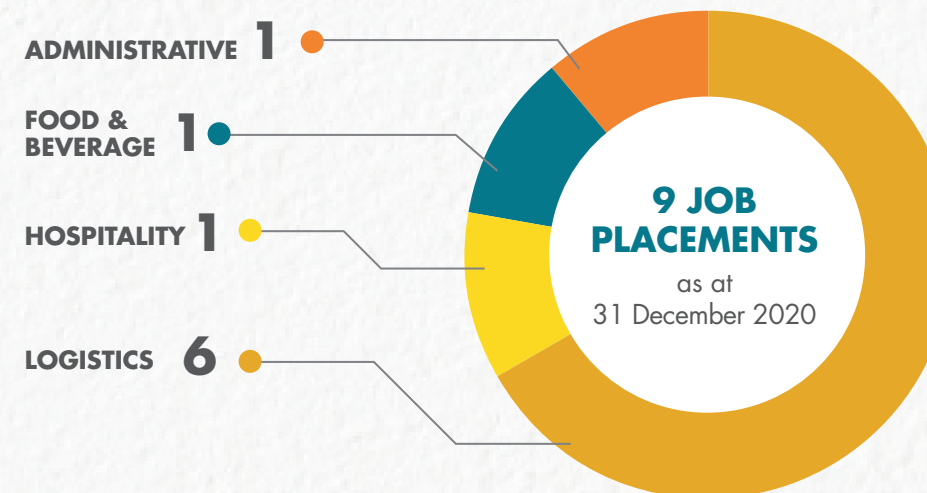 ADMINISTRATIVE 1
FOOD &
BEVERAGE 1
HOSPITALITY 1
LOGISTICS 6
9 JOB
PLACEMENTS
as at
31 December 2020